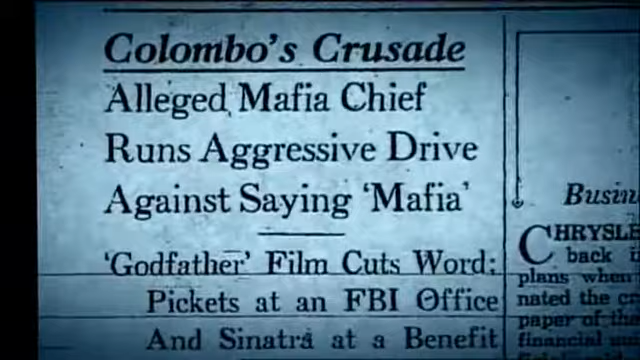 Colombo's Crusade
Alleged Mafia Chief
Runs Aggressive Drive
Against Saying 'Mafia'
'Godfather' Film Cuts Word;
Pickets at an FBI Office
And Sinatra at a Benefit
Busin
CHRYSLE
back
plans when
nated the c
paper of the
financial